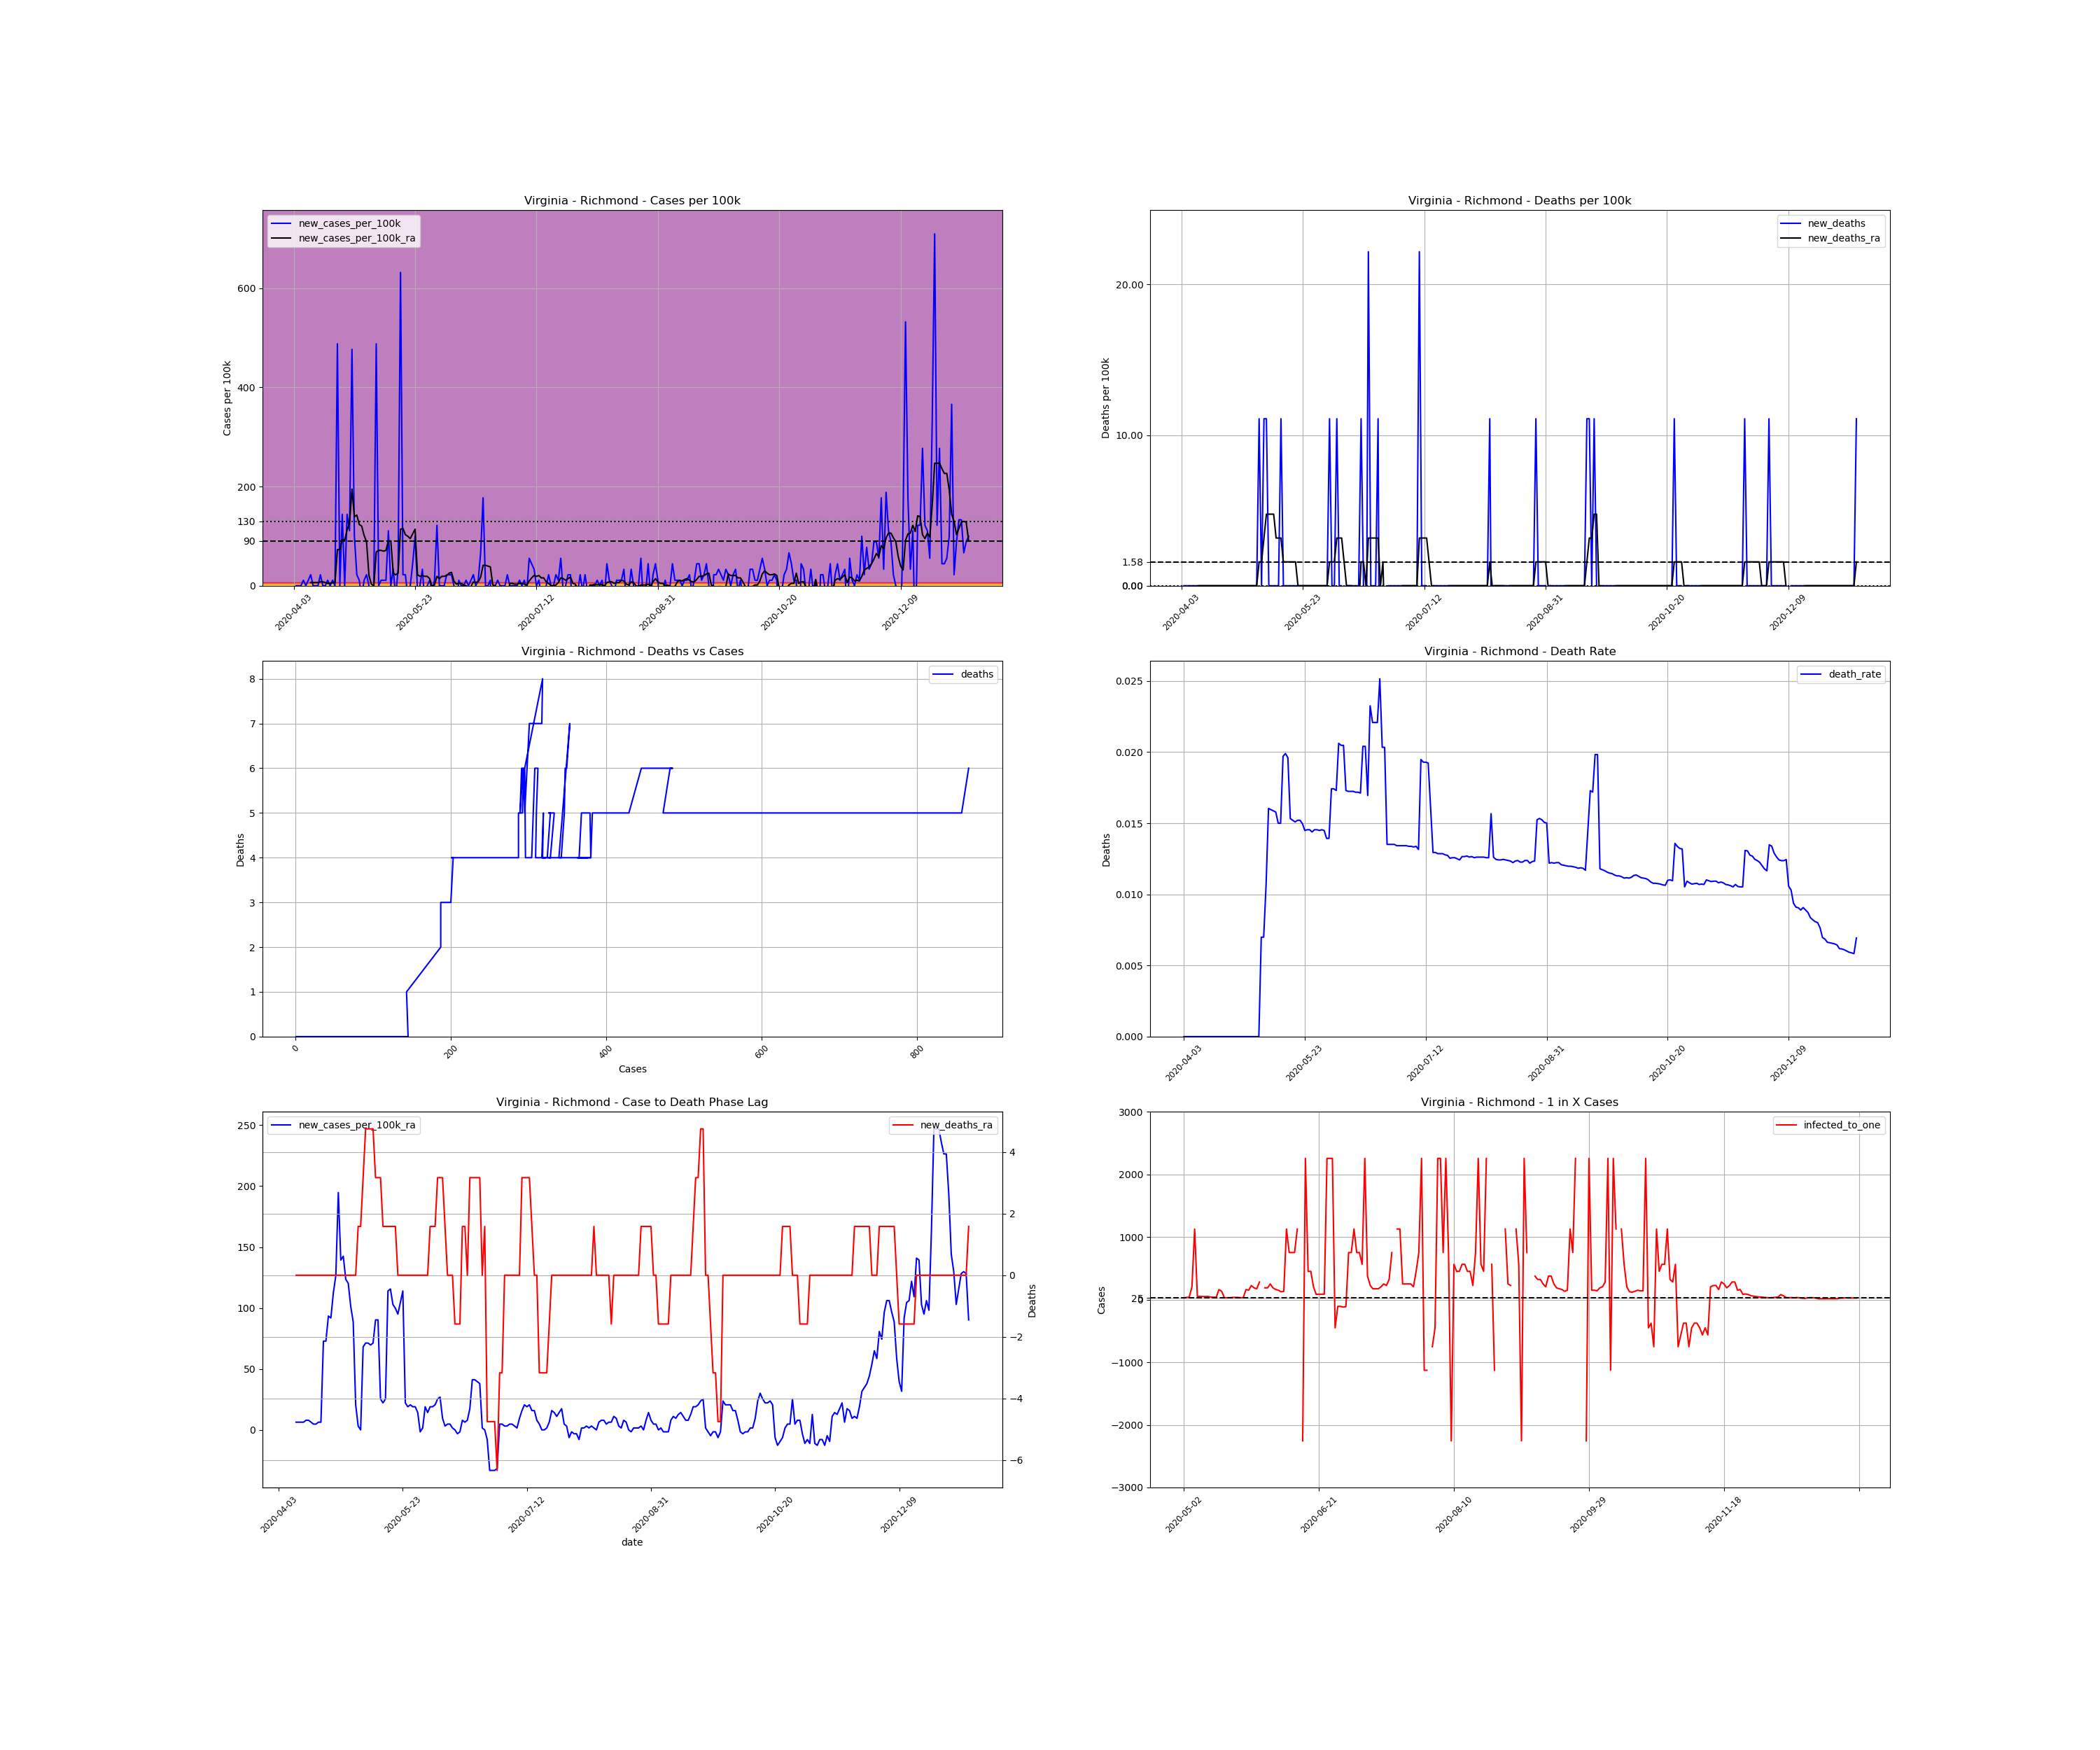 Virginia - Richmond - Cases per 100k
new_cases_per_100k
new_cases_per_100k_ra
Cases per 100k
600
400
200
130
90
0
2020-04-03 2020-05-23 2020-07-12 2020-08-31 2020-10-20 2020-12-09
Virginia - Richmond - Deaths per 100k
new_deaths
new_deaths_ra
Deaths per 100k
20.00
10.00
1.58
0.00
2020-04-03 2020-05-23 2020-07-12 2020-08-31 2020-10-20 2020-12-09
Virginia - Richmond - Deaths vs Cases
deaths
Deaths
8
7
6
5
4
3
2
1
0
0 200 400 600 800
Cases
Virginia - Richmond - Death Rate
death_rate
Deaths
0.025
0.020
0.015
0.010
0.005
0.000
2020-04-03 2020-05-23 2020-07-12 2020-08-31 2020-10-20 2020-12-09
Virginia - Richmond - Case to Death Phase Lag
new_cases_per_100k_ra
new_deaths_ra
250
200
150
100
50
0
4
2
0
−2
−4
−6
Deaths
2020-04-03 2020-05-23 2020-07-12 2020-08-31 2020-10-20 2020-12-09
date
Virginia - Richmond - 1 in X Cases
infected_to_one
Cases
3000
2000
1000
25
0
−1000
−2000
−3000
2020-05-02 2020-06-21 2020-08-10 2020-09-29 2020-11-18